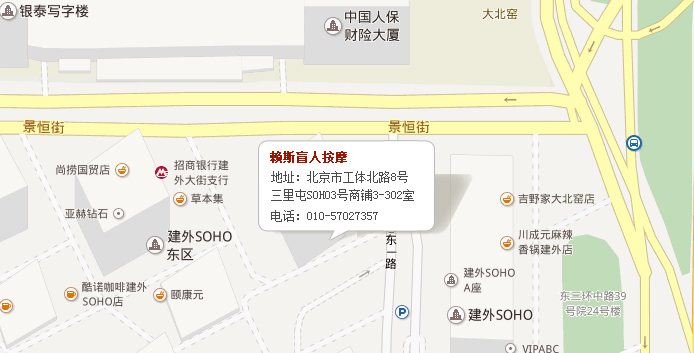 银泰写字楼
中国人保
财险大厦
大北窑
景恒街
景恒街
赖斯盲人按摩
地址：北京市工体北路8号
三里屯SOHO3号商铺3-302室
电话：010-57027357
尚捞国贸店
招商银行建
外大街支行
草本集
亚赫钻石
建外SOHO
东区
吉野家大北窑店
川成元麻辣
香锅建外店
东一路
建外SOHO
A座
酷诺咖啡建外
SOHO店
颐康元
P
建外SOHO
东三环中路39
号院24号楼
VIPABC